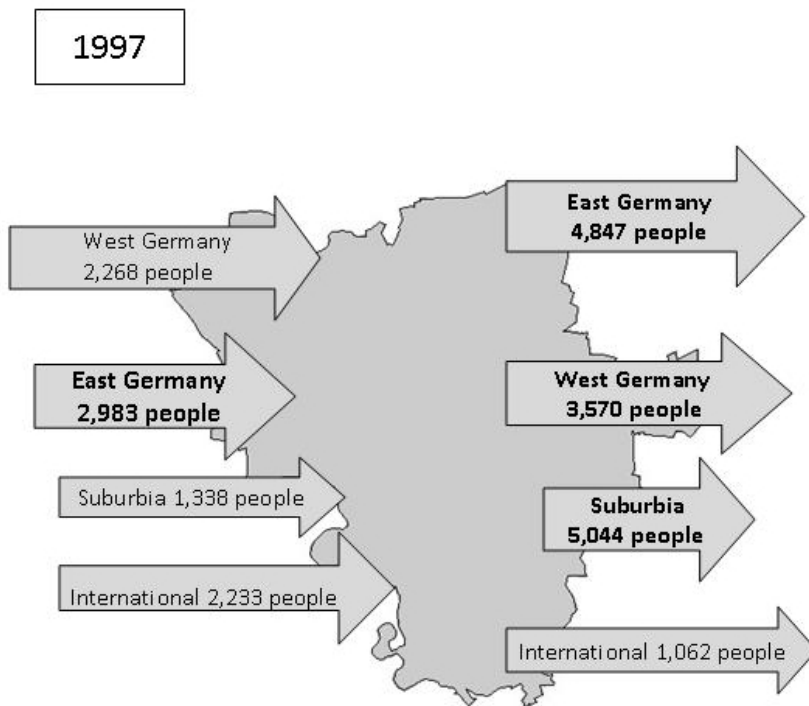 1997
West Germany
2,268 people
East Germany
2,983 people
Suburbia 1,338 people
International 2,233 people
East Germany
4,847 people
West Germany
3,570 people
Suburbia
5,044 people
International 1,062 people